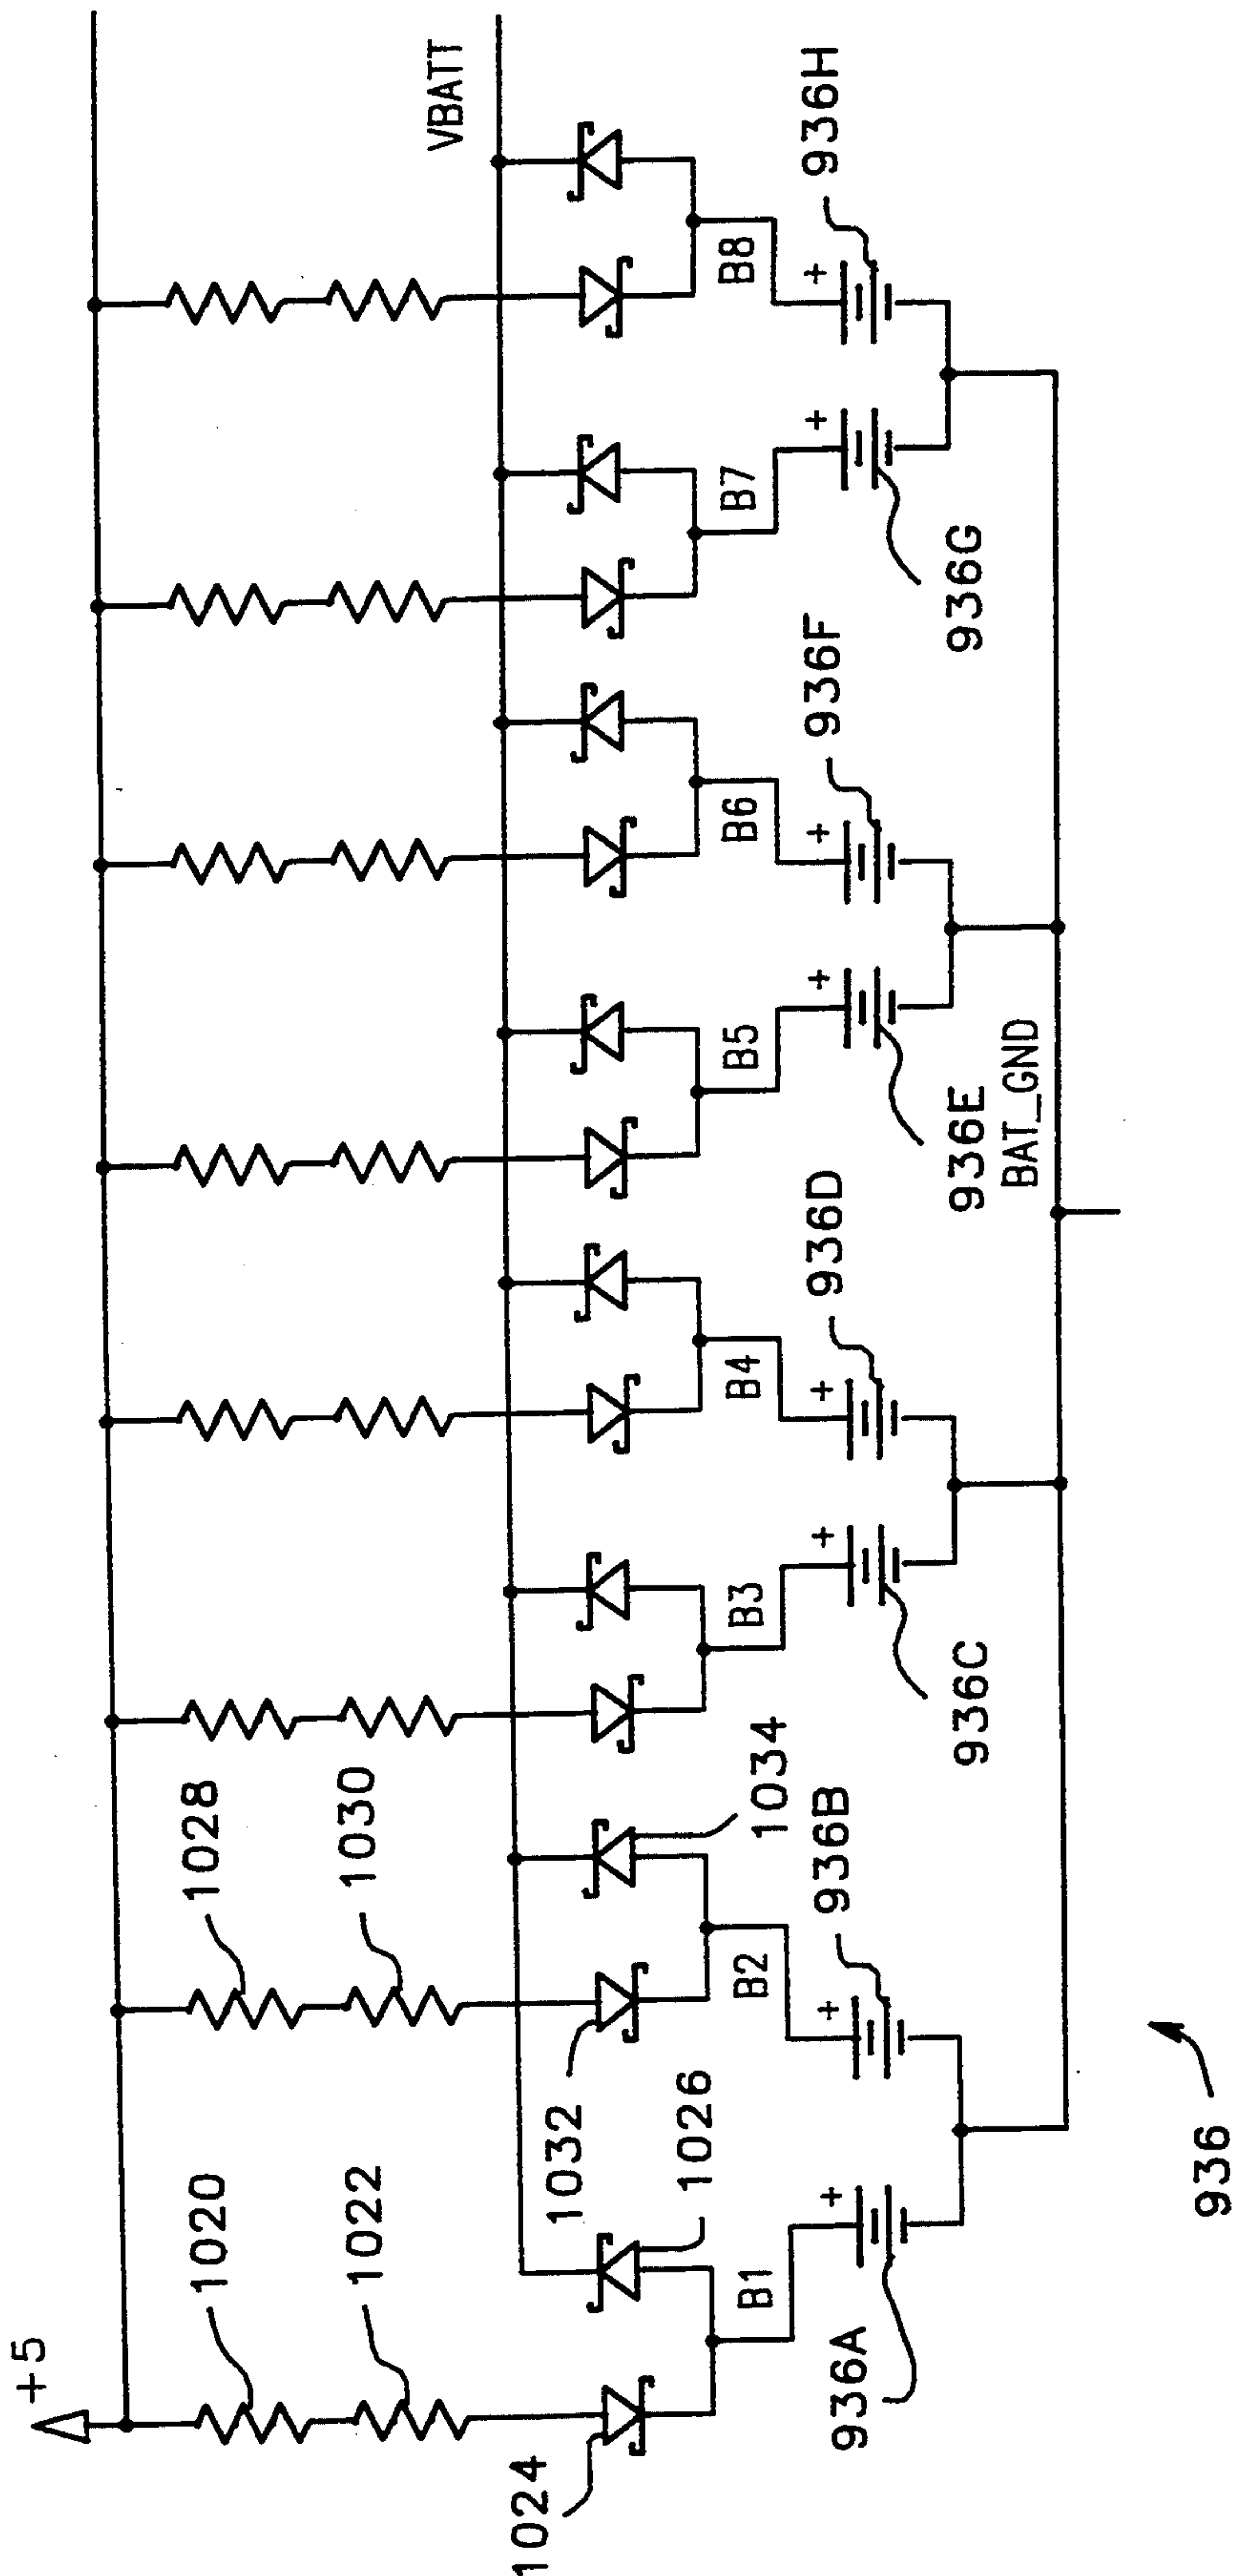 +5
VBATT
1020
1022
1028
1030
1024
1032
1026
1034
B1
B2
B3
B4
B5
B6
B7
B8
936A
936B
936C
936D
936E
936F
936G
936H
BAT_GND
936